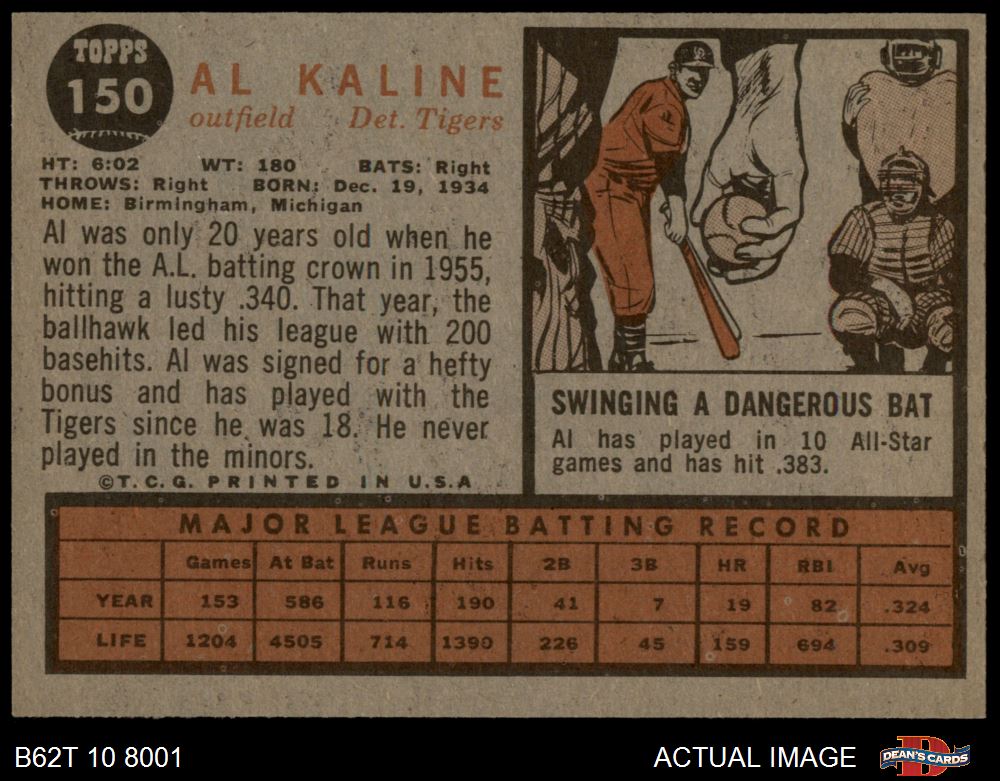 TOPPS
150
AL KALINE
outfield Det. Tigers
HT: 6:02 WT: 180 BATS: Right
THROWS: Right BORN: Dec. 19, 1934
HOME: Birmingham, Michigan
Al was only 20 years old when he
won the A.L. batting crown in 1955,
hitting a lusty .340. That year, the
ballhawk led his league with 200
basehits. Al was signed for a hefty
bonus and has played with the
Tigers since he was 18. He never
played in the minors.
©T.C.G. PRINTED IN U.S.A
SWINGING A DANGEROUS BAT
Al has played in 10 All-Star
games and has hit .383.
MAJOR LEAGUE BATTING RECORD
Games At Bat Runs Hits 2B 3B HR RBI Avg
YEAR 153 586 116 190 41 7 19 82 .324
LIFE 1204 4505 714 1390 226 45 159 694 .309
B62T 10 8001 ACTUAL IMAGE DEAN'S CARDS